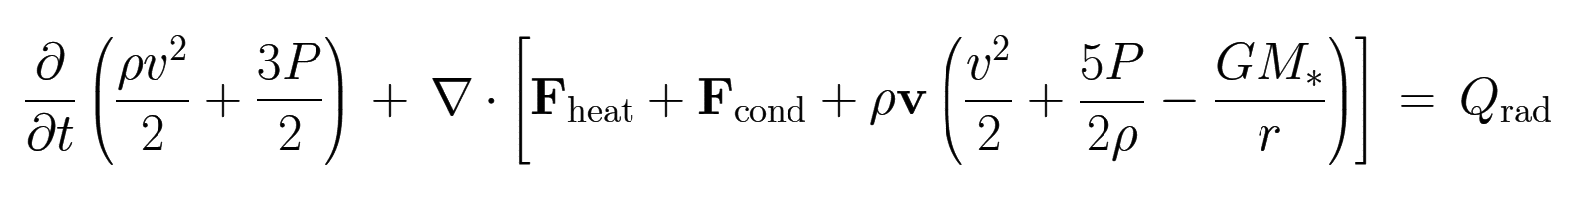 ∂/∂t (ρv²/2 + 3P/2) + ∇ · [F_heat + F_cond + ρv (v²/2 + 5P/2ρ − GM_*/r)] = Q_rad